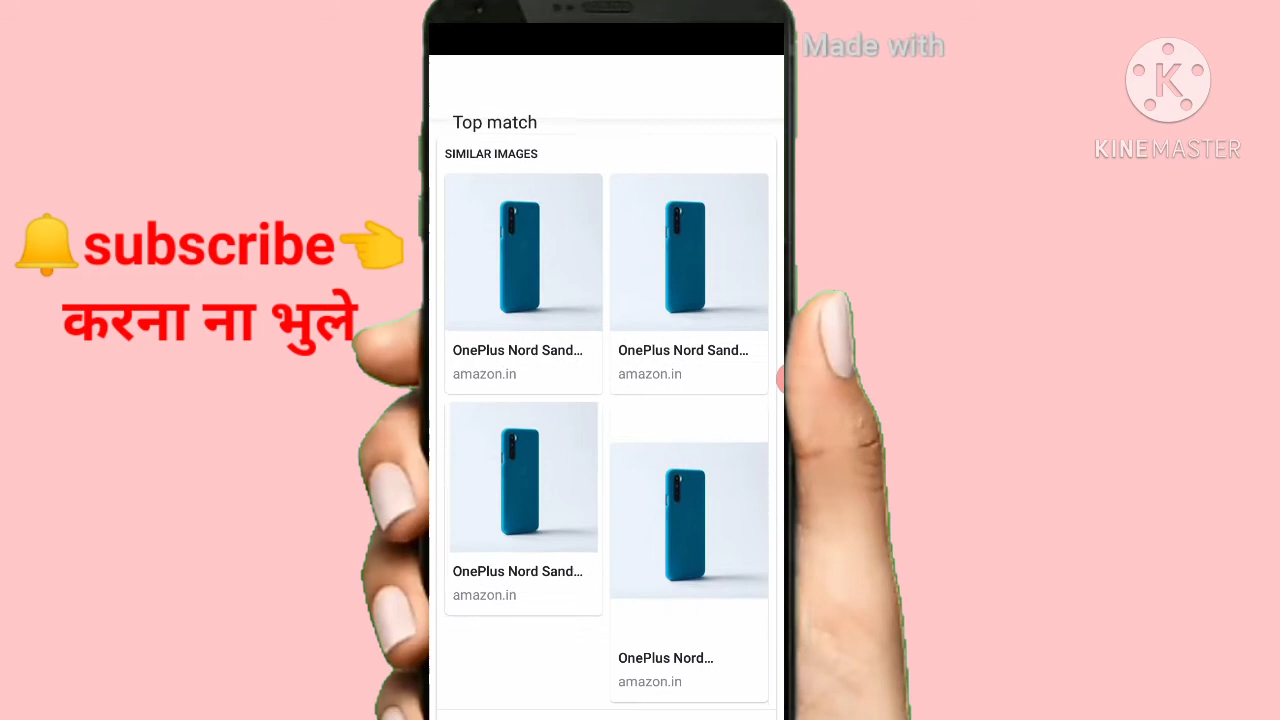 Made with
KINEMASTER
Top match
SIMILAR IMAGES
🔔subscribe👈
करना ना भुले
OnePlus Nord Sand...
amazon.in
OnePlus Nord Sand...
amazon.in
OnePlus Nord Sand...
amazon.in
OnePlus Nord...
amazon.in